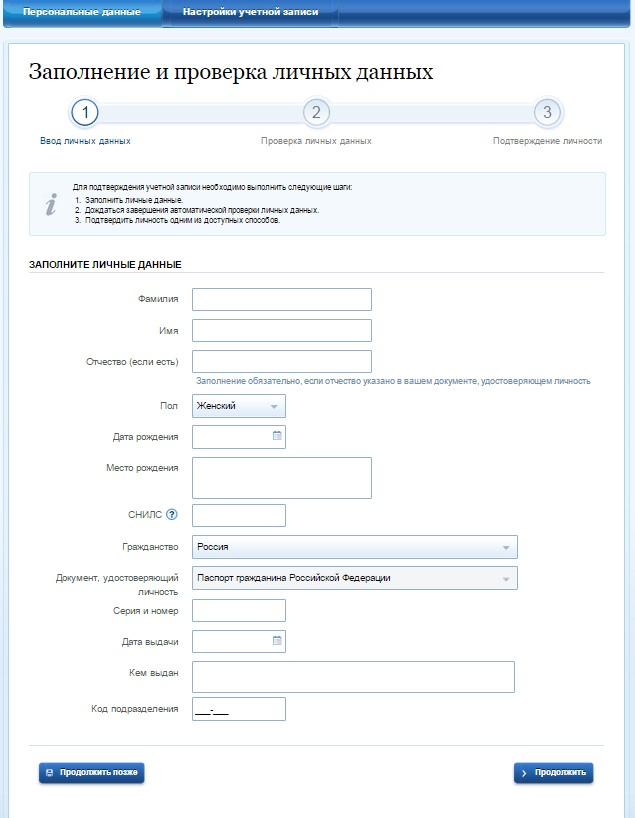 Персональные данные
Настройки учетной записи
Заполнение и проверка личных данных
1
2
3
Ввод личных данных
Проверка личных данных
Подтверждение личности
Для подтверждения учетной записи необходимо выполнить следующие шаги:
1. Заполнить личные данные.
2. Дождаться завершения автоматической проверки личных данных.
3. Подтвердить личность одним из доступных способов.
ЗАПОЛНИТЕ ЛИЧНЫЕ ДАННЫЕ
Фамилия
Имя
Отчество (если есть)
Заполнение обязательно, если отчество указано в вашем документе, удостоверяющем личность
Пол
Женский
Дата рождения
Место рождения
СНИЛС ?
Гражданство
Россия
Документ, удостоверяющий
личность
Паспорт гражданина Российской Федерации
Серия и номер
Дата выдачи
Кем выдан
Код подразделения
___-___
Продолжить позже
Продолжить